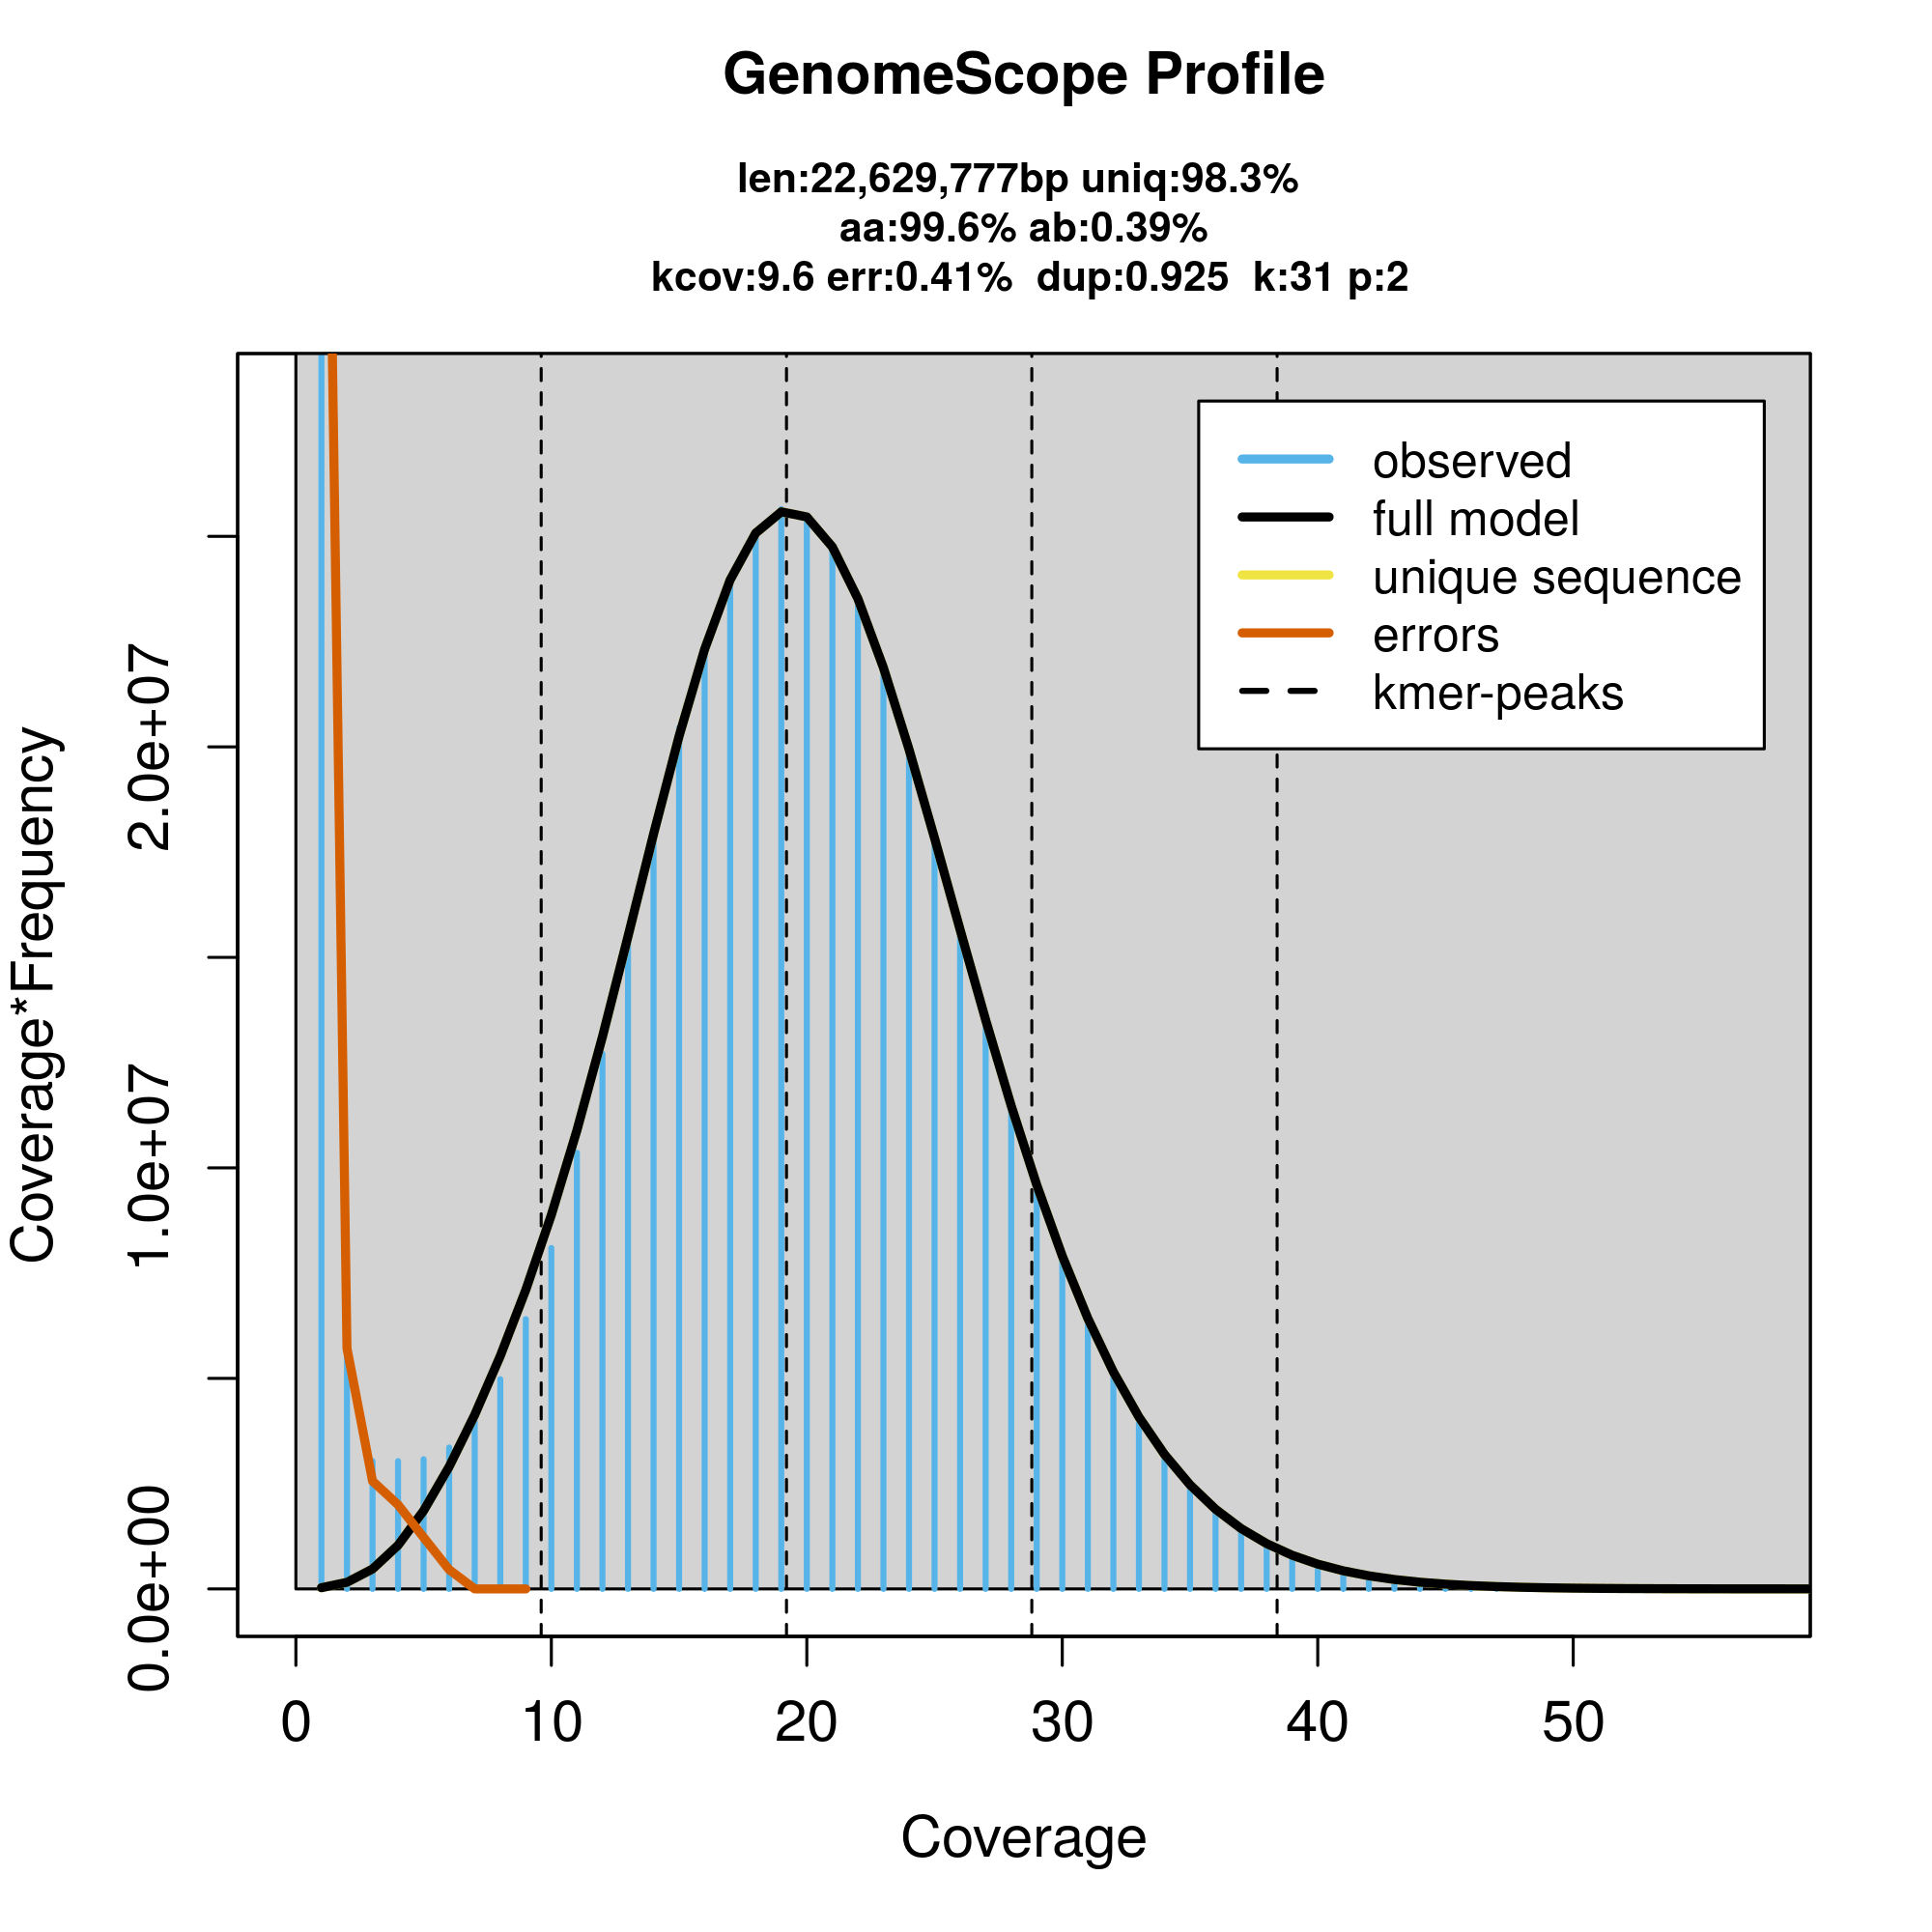 GenomeScope Profile
len:22,629,777bp uniq:98.3%
aa:99.6% ab:0.39%
kcov:9.6 err:0.41%  dup:0.925  k:31 p:2
observed
full model
unique sequence
errors
kmer-peaks
Coverage*Frequency
2.0e+07
1.0e+07
0.0e+00
0 10 20 30 40 50
Coverage